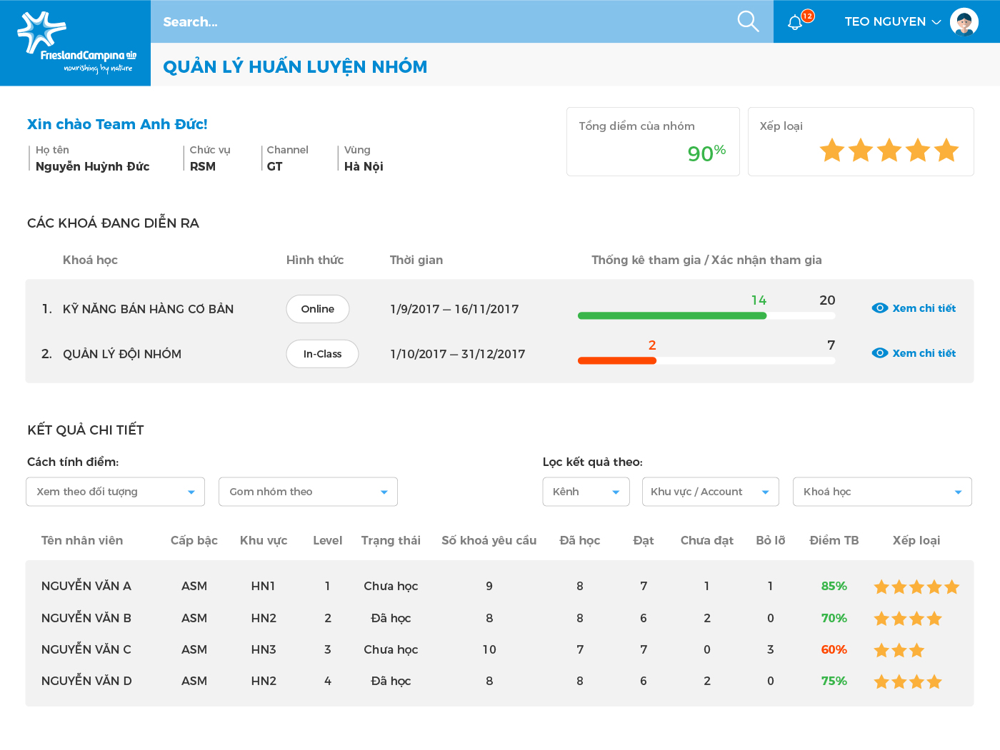 FrieslandCampina
nourishing by nature
Search...
12
TEO NGUYEN
QUẢN LÝ HUẤN LUYỆN NHÓM
Xin chào Team Anh Đức!
Họ tên
Nguyễn Huỳnh Đức
Chức vụ
RSM
Channel
GT
Vùng
Hà Nội
Tổng điểm của nhóm
90%
Xếp loại
CÁC KHOÁ ĐANG DIỄN RA
Khoá học Hình thức Thời gian Thống kê tham gia / Xác nhận tham gia
1. KỸ NĂNG BÁN HÀNG CƠ BẢN Online 1/9/2017 — 16/11/2017 14 20 Xem chi tiết
2. QUẢN LÝ ĐỘI NHÓM In-Class 1/10/2017 — 31/12/2017 2 7 Xem chi tiết
KẾT QUẢ CHI TIẾT
Cách tính điểm: Lọc kết quả theo:
Xem theo đối tượng Gom nhóm theo Kênh Khu vực / Account Khoá học
Tên nhân viên Cấp bậc Khu vực Level Trạng thái Số khoá yêu cầu Đã học Đạt Chưa đạt Bỏ lỡ Điểm TB Xếp loại
NGUYỄN VĂN A ASM HN1 1 Chưa học 9 8 7 1 1 85%
NGUYỄN VĂN B ASM HN2 2 Đã học 8 8 6 2 0 70%
NGUYỄN VĂN C ASM HN3 3 Chưa học 10 7 7 0 3 60%
NGUYỄN VĂN D ASM HN2 4 Đã học 8 8 6 2 0 75%